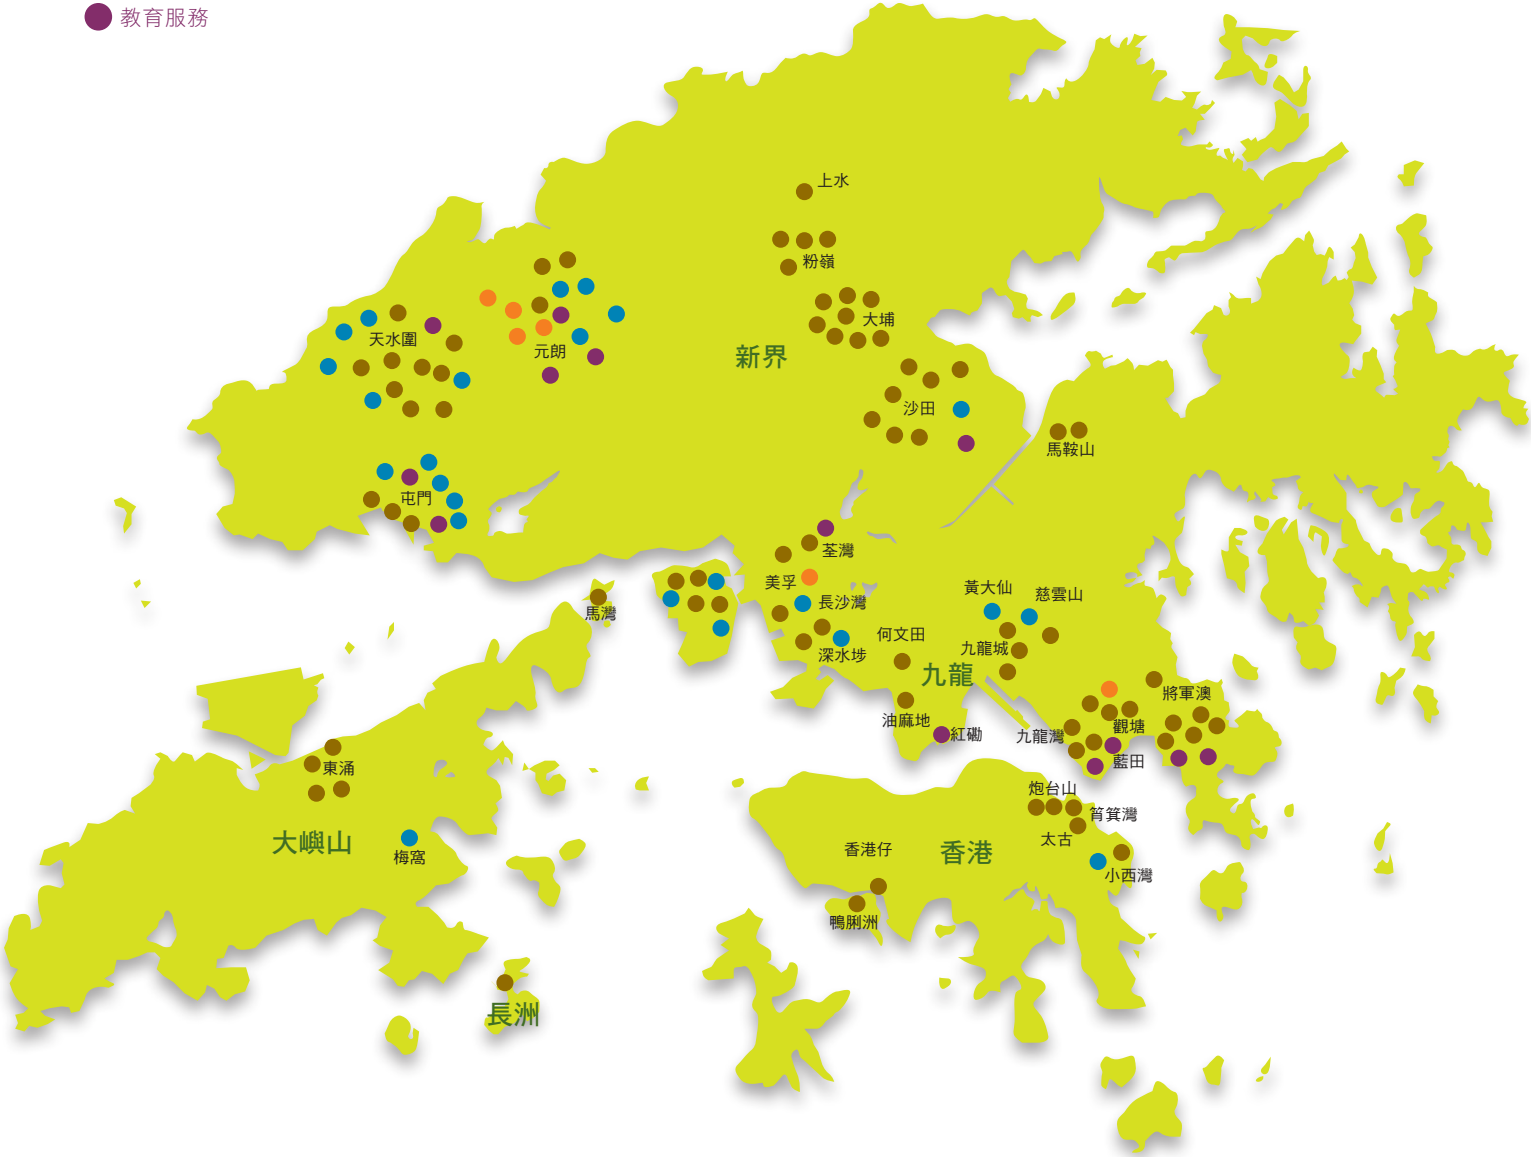 教育服務
上水
粉嶺
大埔
天水圍
元朗
新界
沙田
馬鞍山
屯門
荃灣
美孚
長沙灣
馬灣
黃大仙
慈雲山
何文田
九龍城
深水埗
九龍
將軍澳
油麻地
紅磡
九龍灣
觀塘
藍田
東涌
炮台山
筲箕灣
太古
大嶼山
梅窩
香港仔
香港
小西灣
鴨脷洲
長洲